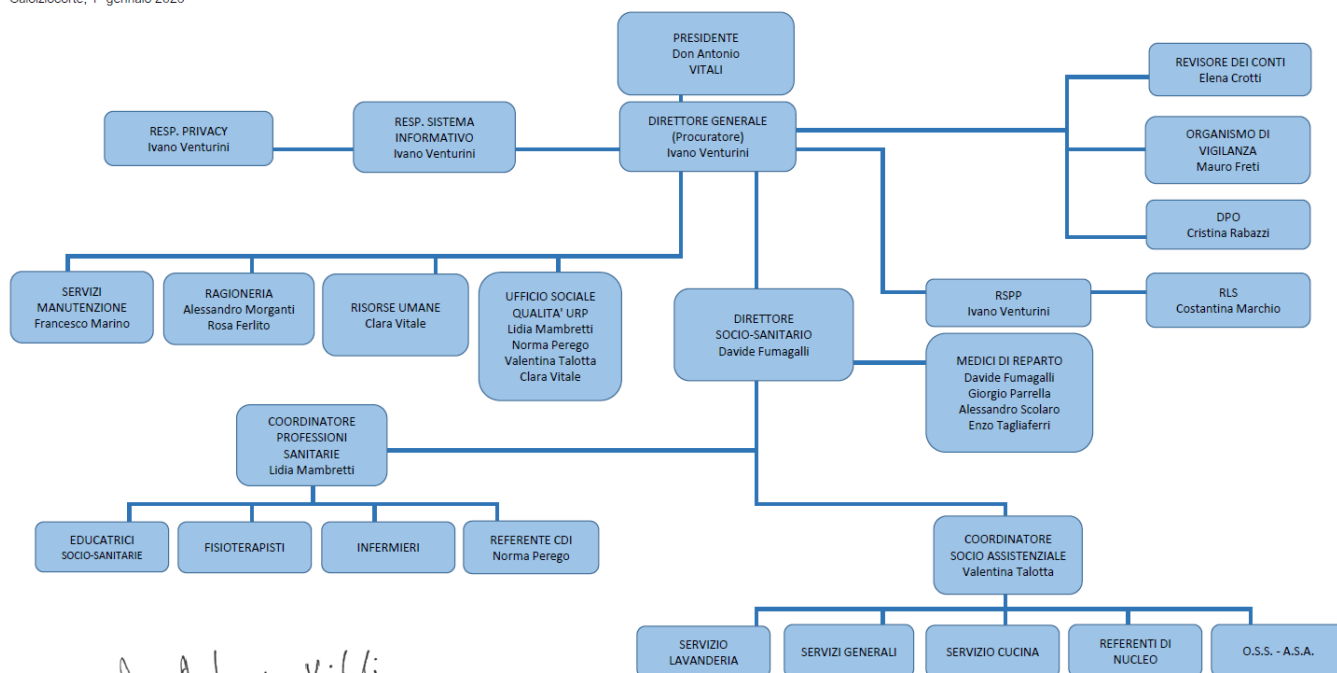 PRESIDENTE
Don Antonio
VITALI
REVISORE DEI CONTI
Elena Crotti
RESP. PRIVACY
Ivano Venturini
RESP. SISTEMA
INFORMATIVO
Ivano Venturini
DIRETTORE GENERALE
(Procuratore)
Ivano Venturini
ORGANISMO DI
VIGILANZA
Mauro Freti
DPO
Cristina Rabazzi
SERVIZI
MANUTENZIONE
Francesco Marino
RAGIONERIA
Alessandro Morganti
Rosa Ferlito
RISORSE UMANE
Clara Vitale
UFFICIO SOCIALE
QUALITA' URP
Lidia Mambretti
Norma Perego
Valentina Talotta
Clara Vitale
DIRETTORE
SOCIO-SANITARIO
Davide Fumagalli
RSPP
Ivano Venturini
RLS
Costantina Marchio
MEDICI DI REPARTO
Davide Fumagalli
Giorgio Parrella
Alessandro Scolaro
Enzo Tagliaferri
COORDINATORE
PROFESSIONI
SANITARIE
Lidia Mambretti
EDUCATRICI
SOCIO-SANITARIE
FISIOTERAPISTI
INFERMIERI
REFERENTE CDI
Norma Perego
COORDINATORE
SOCIO ASSISTENZIALE
Valentina Talotta
SERVIZIO
LAVANDERIA
SERVIZI GENERALI
SERVIZIO CUCINA
REFERENTI DI
NUCLEO
O.S.S. - A.S.A.